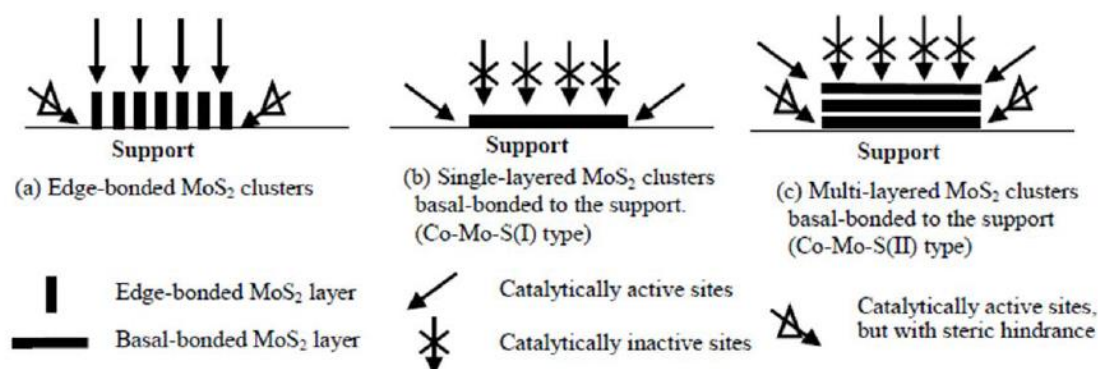 Support
Support
Support
(a) Edge-bonded MoS₂ clusters
(b) Single-layered MoS₂ clusters
basal-bonded to the support.
(Co-Mo-S(I) type)
(c) Multi-layered MoS₂ clusters
basal-bonded to the support
(Co-Mo-S(II) type)
Edge-bonded MoS₂ layer
Basal-bonded MoS₂ layer
Catalytically active sites
Catalytically inactive sites
Catalytically active sites,
but with steric hindrance